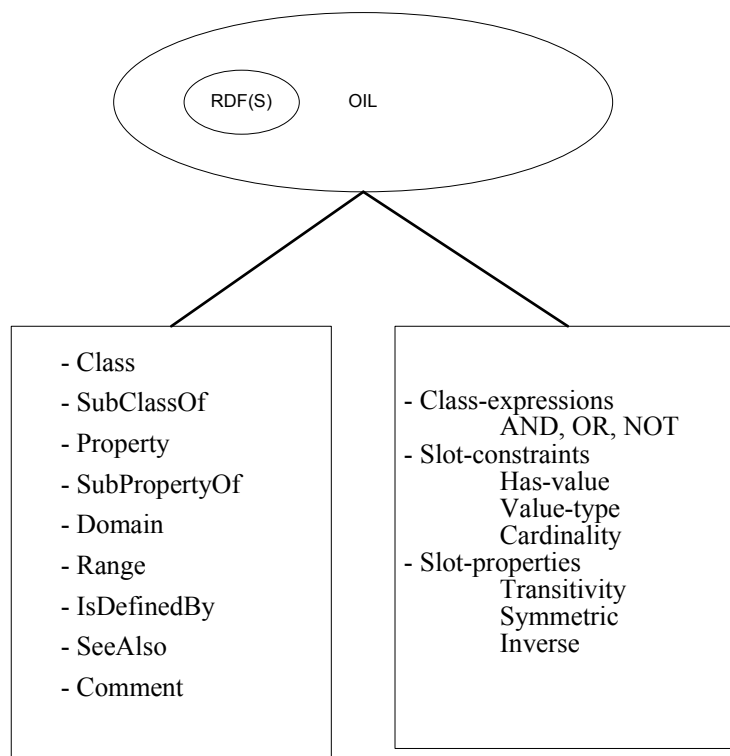 RDF(S) OIL
- Class
- SubClassOf
- Property
- SubPropertyOf
- Domain
- Range
- IsDefinedBy
- SeeAlso
- Comment
- Class-expressions
AND, OR, NOT
- Slot-constraints
Has-value
Value-type
Cardinality
- Slot-properties
Transitivity
Symmetric
Inverse